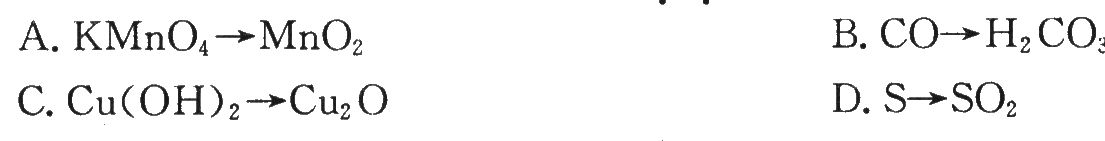 A. KMnO₄→MnO₂ B. CO→H₂CO₃
C. Cu(OH)₂→Cu₂O D. S→SO₂